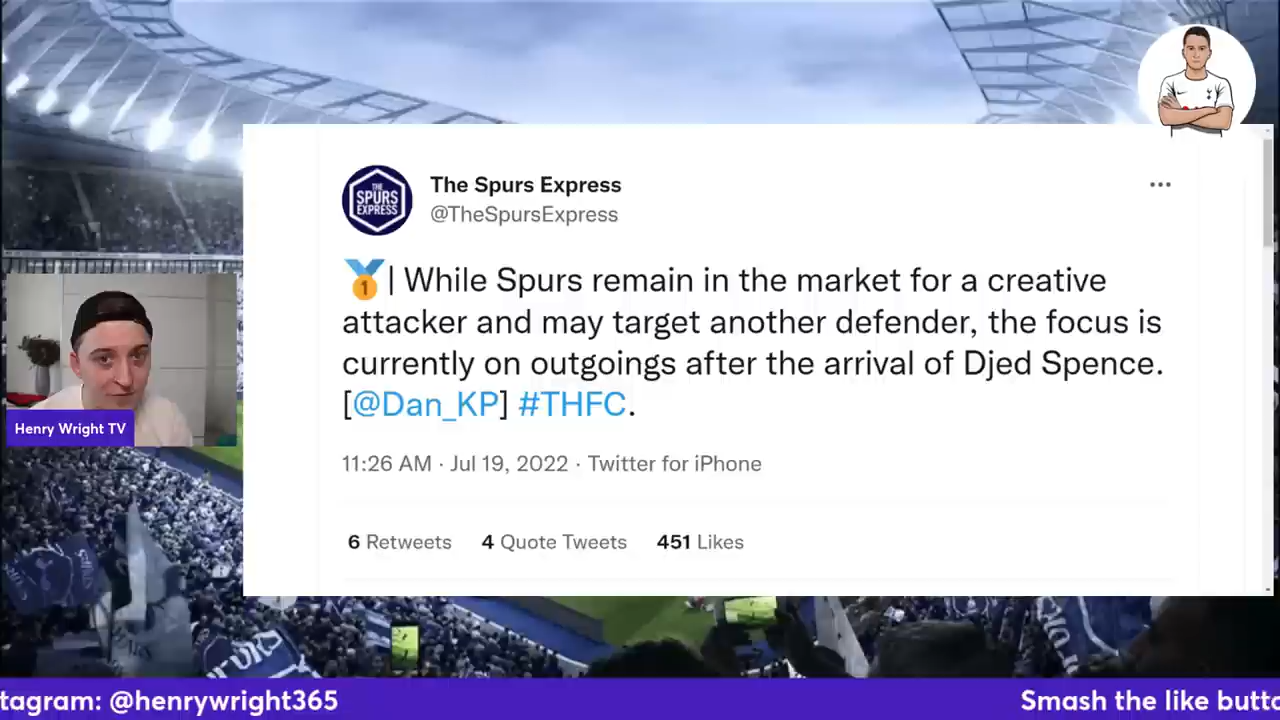 THE
SPURS
EXPRESS
The Spurs Express
@TheSpursExpress
🥇| While Spurs remain in the market for a creative
attacker and may target another defender, the focus is
currently on outgoings after the arrival of Djed Spence.
[@Dan_KP] #THFC.
11:26 AM · Jul 19, 2022 · Twitter for iPhone
6 Retweets 4 Quote Tweets 451 Likes
Henry Wright TV
tagram: @henrywright365
Smash the like butto